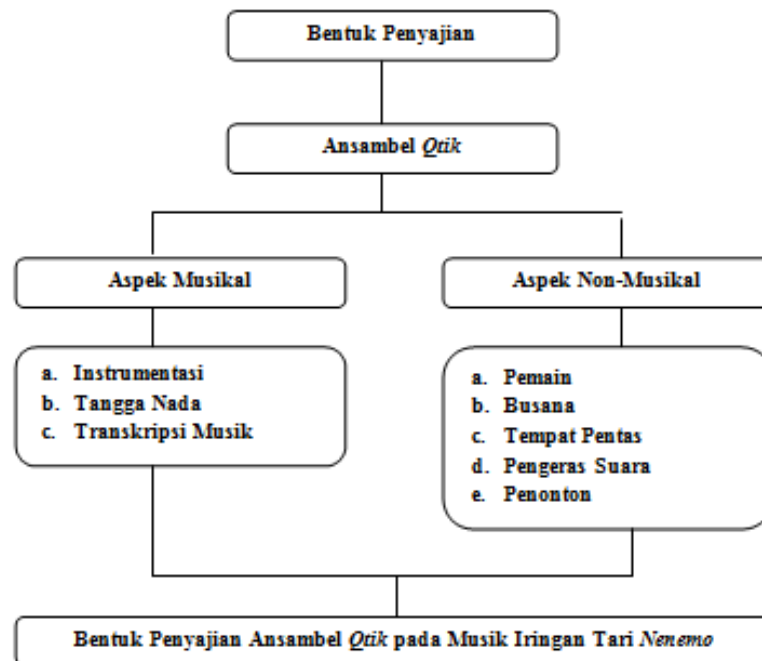 Bentuk Penyajian
Ansambel Qtik
Aspek Musikal
Aspek Non-Musikal
a. Instrumentasi
b. Tangga Nada
c. Transkripsi Musik
a. Pemain
b. Busana
c. Tempat Pentas
d. Pengeras Suara
e. Penonton
Bentuk Penyajian Ansambel Qtik pada Musik Iringan Tari Nenemo